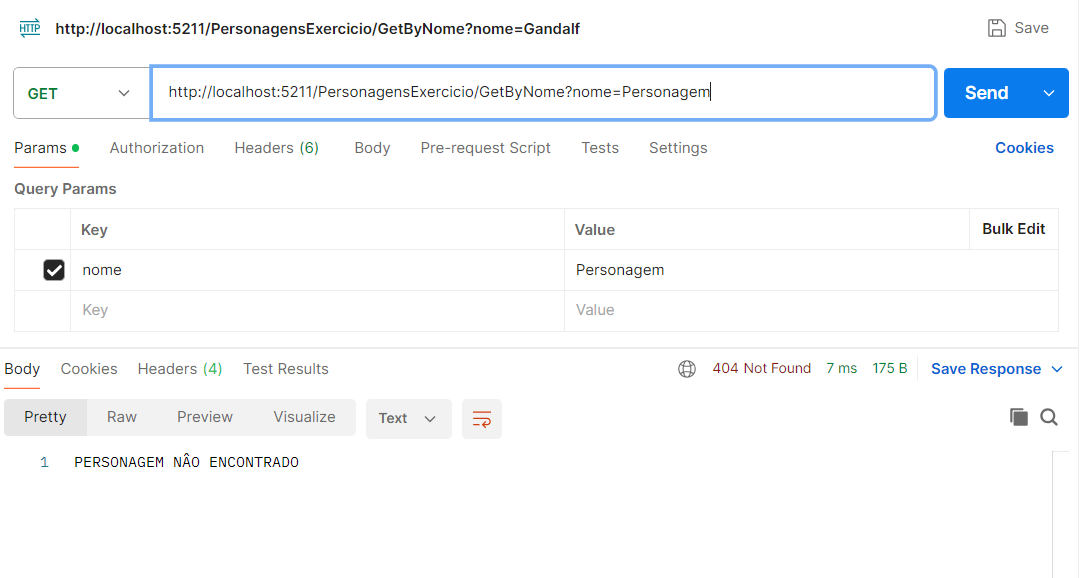 HTTP http://localhost:5211/PersonagensExercicio/GetByNome?nome=Gandalf Save
GET http://localhost:5211/PersonagensExercicio/GetByNome?nome=Personagem Send
Params Authorization Headers (6) Body Pre-request Script Tests Settings Cookies
Query Params
Key Value Bulk Edit
nome Personagem
Key Value
Body Cookies Headers (4) Test Results 404 Not Found 7 ms 175 B Save Response
Pretty Raw Preview Visualize Text
1 PERSONAGEM NÂO ENCONTRADO